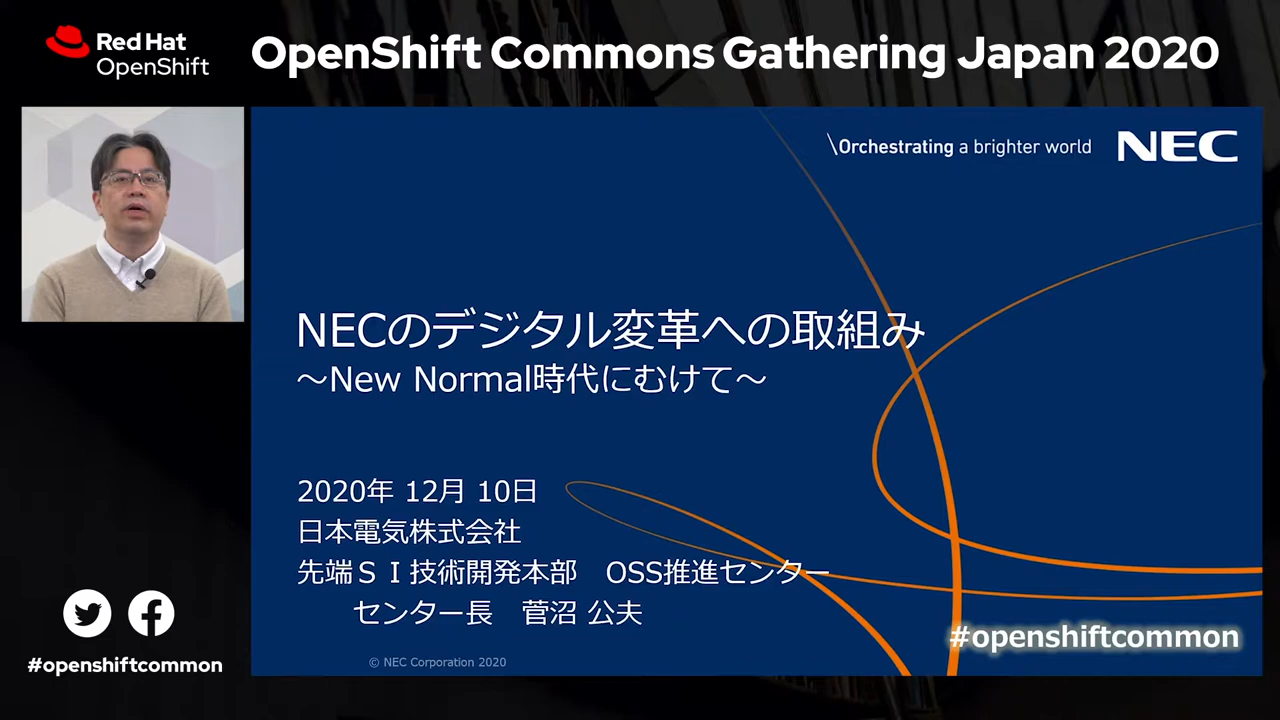 Red Hat
OpenShift
OpenShift Commons Gathering Japan 2020
\Orchestrating a brighter world
NEC
NECのデジタル変革への取組み
～New Normal時代にむけて～
2020年 12月 10日
日本電気株式会社
先端ＳＩ技術開発本部　OSS推進センター
センター長　菅沼 公夫
© NEC Corporation 2020
#openshiftcommon
#openshiftcommon